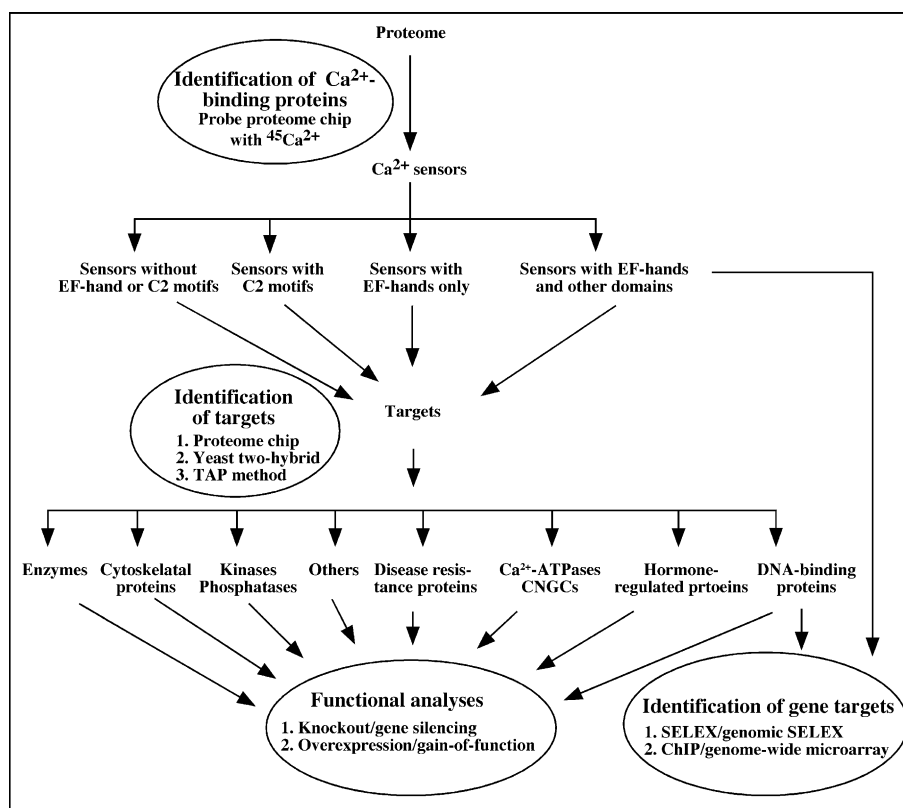 Proteome
Identification of Ca²⁺-
binding proteins
Probe proteome chip
with ⁴⁵Ca²⁺
Ca²⁺ sensors
Sensors without
EF-hand or C2 motifs
Sensors with
C2 motifs
Sensors with
EF-hands only
Sensors with EF-hands
and other domains
Identification
of targets
1. Proteome chip
2. Yeast two-hybrid
3. TAP method
Targets
Enzymes
Cytoskelatal
proteins
Kinases
Phosphatases
Others
Disease resis-
tance proteins
Ca²⁺-ATPases
CNGCs
Hormone-
regulated prtoeins
DNA-binding
proteins
Functional analyses
1. Knockout/gene silencing
2. Overexpression/gain-of-function
Identification of gene targets
1. SELEX/genomic SELEX
2. ChIP/genome-wide microarray